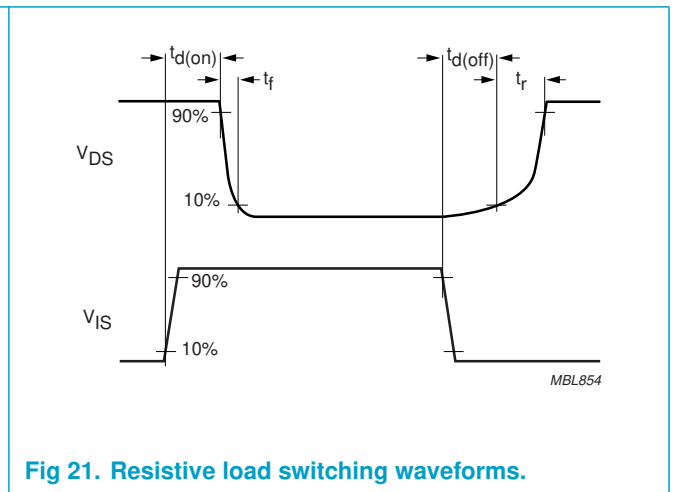 td(on)
tf
td(off)
tr
90%
VDS
10%
90%
VIS
10%
MBL854
Fig 21. Resistive load switching waveforms.